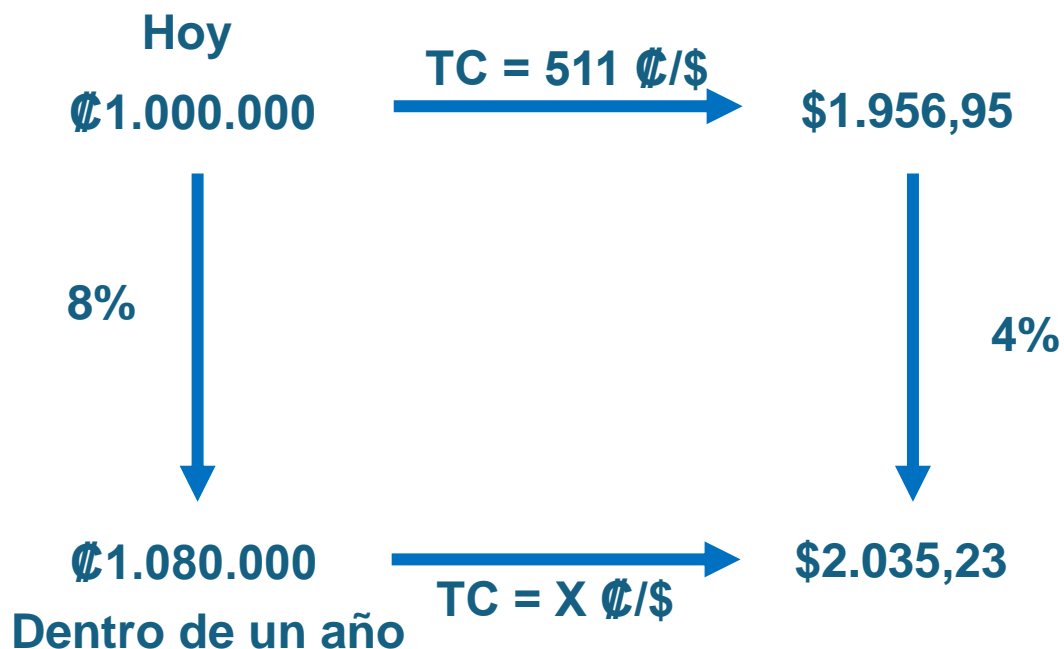 Hoy
TC = 511 ₡/$
₡1.000.000
$1.956,95
8%
4%
₡1.080.000
$2.035,23
TC = X ₡/$
Dentro de un año